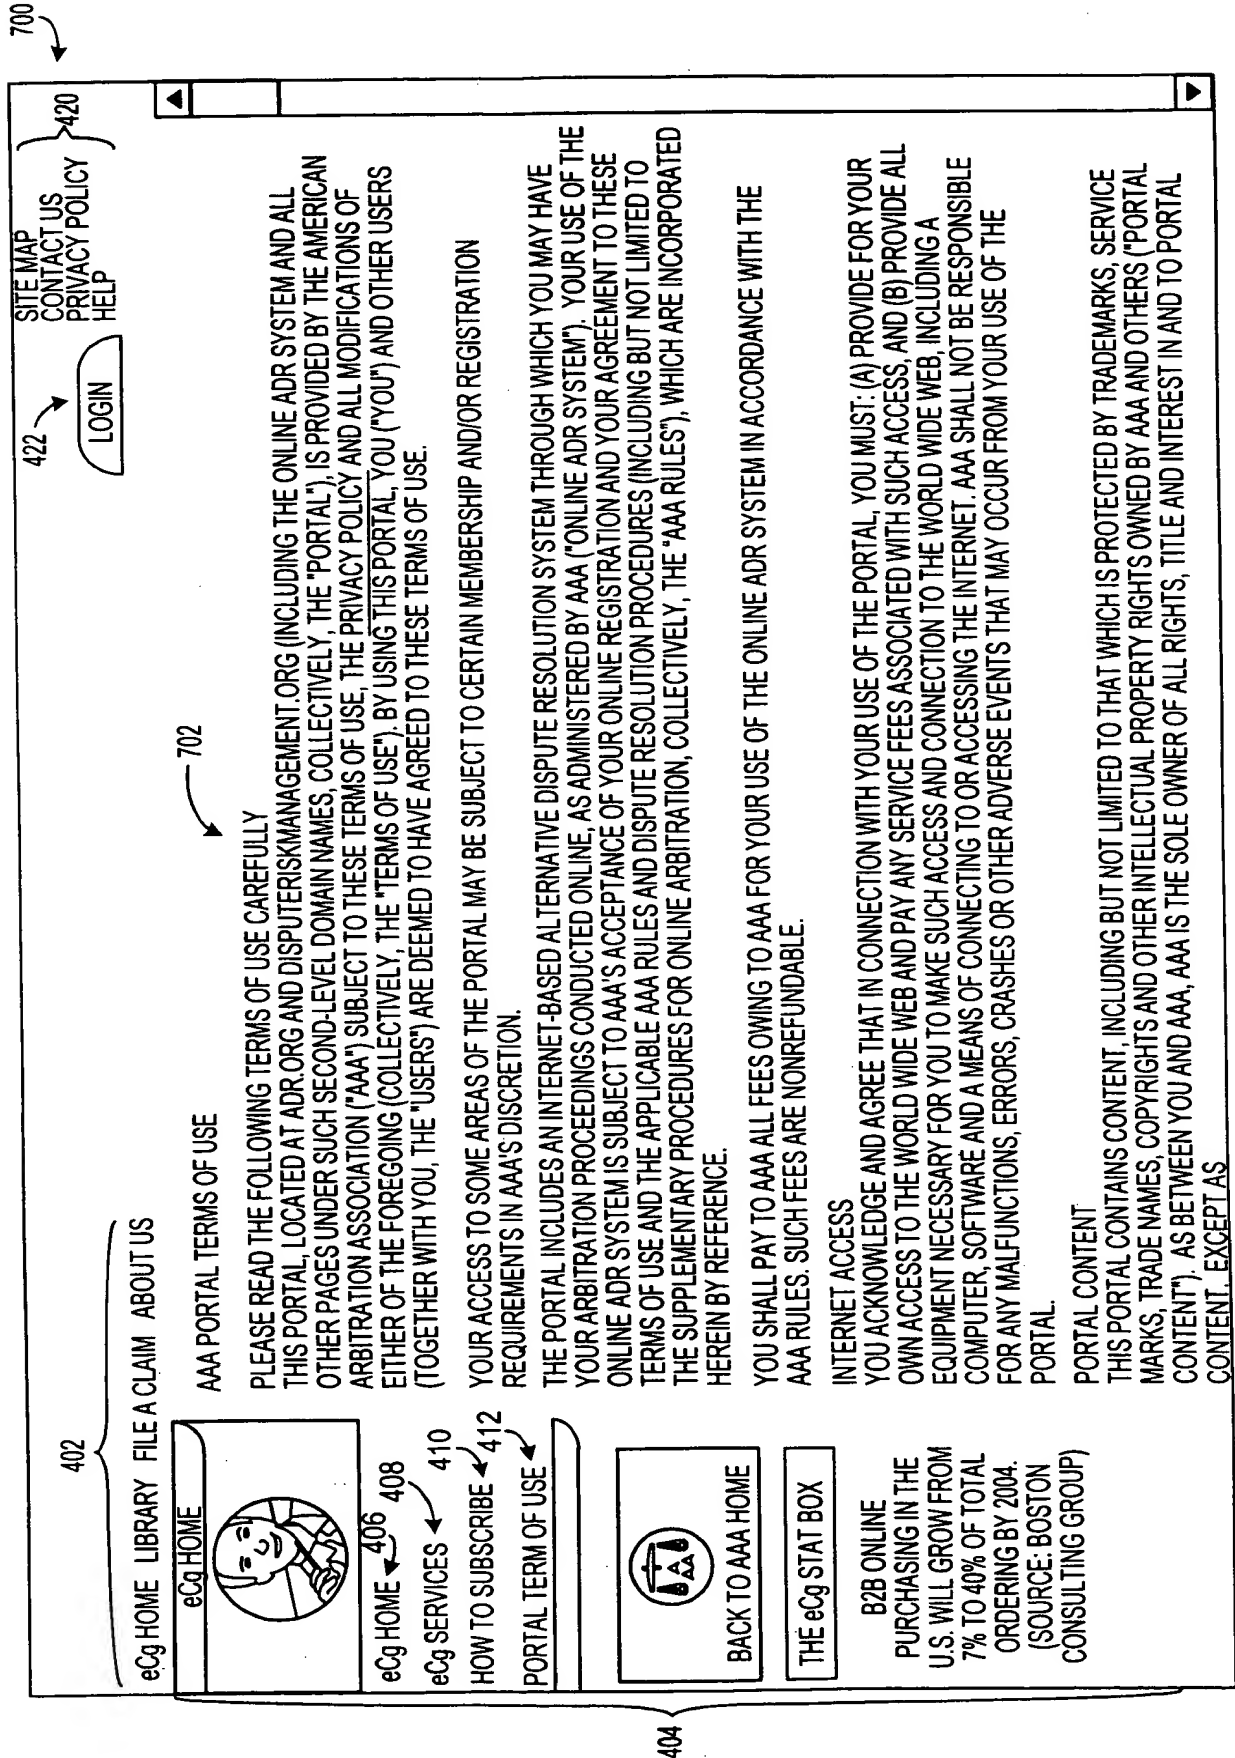 700
SITE MAP
CONTACT US
PRIVACY POLICY
HELP
420
422
LOGIN
402
eCg HOME LIBRARY FILE A CLAIM ABOUT US
eCg HOME
eCg HOME 406
eCg SERVICES 408
HOW TO SUBSCRIBE 410
PORTAL TERM OF USE 412
BACK TO AAA HOME
THE eCg STAT BOX
B2B ONLINE
PURCHASING IN THE
U.S. WILL GROW FROM
7% TO 40% OF TOTAL
ORDERING BY 2004.
(SOURCE: BOSTON
CONSULTING GROUP)
404
702
AAA PORTAL TERMS OF USE
PLEASE READ THE FOLLOWING TERMS OF USE CAREFULLY
THIS PORTAL, LOCATED AT ADR.ORG AND DISPUTERISKMANAGEMENT.ORG (INCLUDING THE ONLINE ADR SYSTEM AND ALL
OTHER PAGES UNDER SUCH SECOND-LEVEL DOMAIN NAMES, COLLECTIVELY, THE "PORTAL"), IS PROVIDED BY THE AMERICAN
ARBITRATION ASSOCIATION ("AAA") SUBJECT TO THESE TERMS OF USE, THE PRIVACY POLICY AND ALL MODIFICATIONS OF
EITHER OF THE FOREGOING (COLLECTIVELY, THE "TERMS OF USE"). BY USING THIS PORTAL, YOU ("YOU") AND OTHER USERS
(TOGETHER WITH YOU, THE "USERS") ARE DEEMED TO HAVE AGREED TO THESE TERMS OF USE.
YOUR ACCESS TO SOME AREAS OF THE PORTAL MAY BE SUBJECT TO CERTAIN MEMBERSHIP AND/OR REGISTRATION
REQUIREMENTS IN AAA'S DISCRETION.
THE PORTAL INCLUDES AN INTERNET-BASED ALTERNATIVE DISPUTE RESOLUTION SYSTEM THROUGH WHICH YOU MAY HAVE
YOUR ARBITRATION PROCEEDINGS CONDUCTED ONLINE, AS ADMINISTERED BY AAA ("ONLINE ADR SYSTEM"). YOUR USE OF THE
ONLINE ADR SYSTEM IS SUBJECT TO AAA'S ACCEPTANCE OF YOUR ONLINE REGISTRATION AND YOUR AGREEMENT TO THESE
TERMS OF USE AND THE APPLICABLE AAA RULES AND DISPUTE RESOLUTION PROCEDURES (INCLUDING BUT NOT LIMITED TO
THE SUPPLEMENTARY PROCEDURES FOR ONLINE ARBITRATION, COLLECTIVELY, THE "AAA RULES"), WHICH ARE INCORPORATED
HEREIN BY REFERENCE.
YOU SHALL PAY TO AAA ALL FEES OWING TO AAA FOR YOUR USE OF THE ONLINE ADR SYSTEM IN ACCORDANCE WITH THE
AAA RULES. SUCH FEES ARE NONREFUNDABLE.
INTERNET ACCESS
YOU ACKNOWLEDGE AND AGREE THAT IN CONNECTION WITH YOUR USE OF THE PORTAL, YOU MUST: (A) PROVIDE FOR YOUR
OWN ACCESS TO THE WORLD WIDE WEB AND PAY ANY SERVICE FEES ASSOCIATED WITH SUCH ACCESS, AND (B) PROVIDE ALL
EQUIPMENT NECESSARY FOR YOU TO MAKE SUCH ACCESS AND CONNECTION TO THE WORLD WIDE WEB, INCLUDING A
COMPUTER, SOFTWARE AND A MEANS OF CONNECTING TO OR ACCESSING THE INTERNET. AAA SHALL NOT BE RESPONSIBLE
FOR ANY MALFUNCTIONS, ERRORS, CRASHES OR OTHER ADVERSE EVENTS THAT MAY OCCUR FROM YOUR USE OF THE
PORTAL.
PORTAL CONTENT
THIS PORTAL CONTAINS CONTENT, INCLUDING BUT NOT LIMITED TO THAT WHICH IS PROTECTED BY TRADEMARKS, SERVICE
MARKS, TRADE NAMES, COPYRIGHTS AND OTHER INTELLECTUAL PROPERTY RIGHTS OWNED BY AAA AND OTHERS ("PORTAL
CONTENT"). AS BETWEEN YOU AND AAA, AAA IS THE SOLE OWNER OF ALL RIGHTS, TITLE AND INTEREST IN AND TO PORTAL
CONTENT. EXCEPT AS